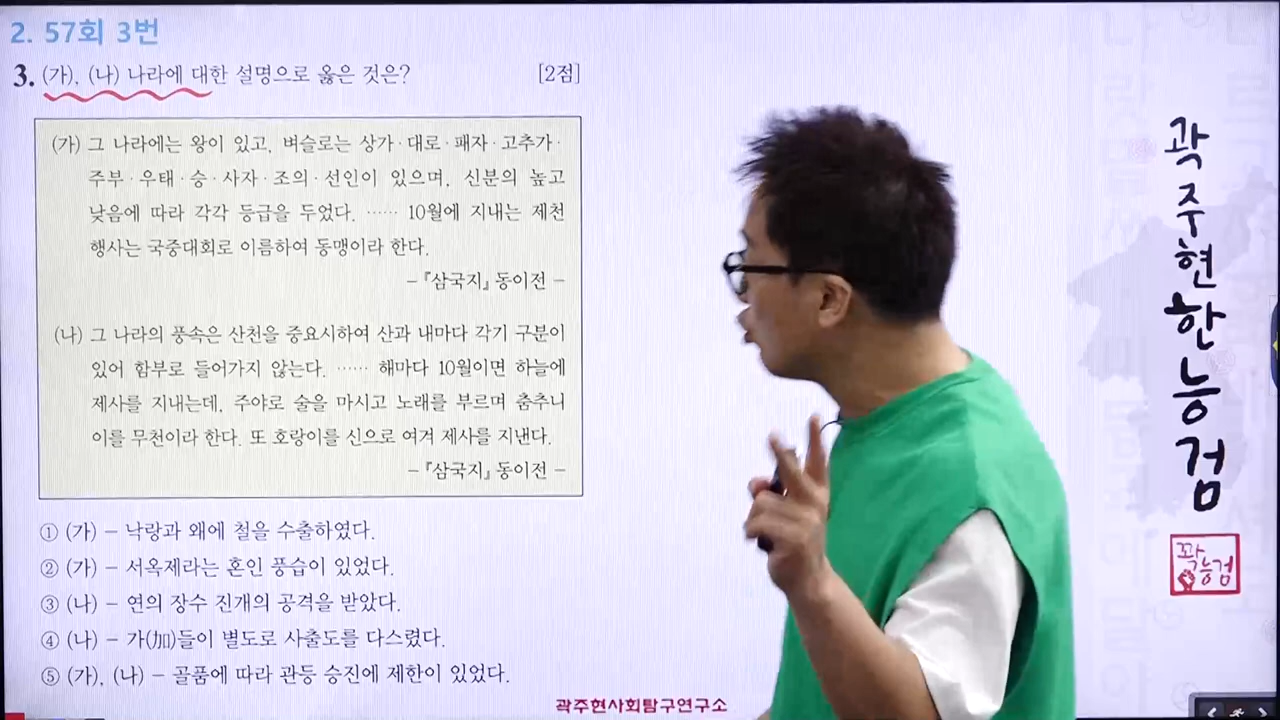 2. 57회 3번
3. (가), (나) 나라에 대한 설명으로 옳은 것은? [2점]
(가) 그 나라에는 왕이 있고, 벼슬로는 상가·대로·패자·고추가·
주부·우태·승·사자·조의·선인이 있으며, 신분의 높고
낮음에 따라 각각 등급을 두었다. …… 10월에 지내는 제천
행사는 국중대회로 이름하여 동맹이라 한다.
-『삼국지』동이전 -
(나) 그 나라의 풍속은 산천을 중요시하여 산과 내마다 각기 구분이
있어 함부로 들어가지 않는다. …… 해마다 10월이면 하늘에
제사를 지내는데, 주야로 술을 마시고 노래를 부르며 춤추니
이를 무천이라 한다. 또 호랑이를 신으로 여겨 제사를 지낸다.
-『삼국지』동이전 -
① (가) - 낙랑과 왜에 철을 수출하였다.
② (가) - 서옥제라는 혼인 풍습이 있었다.
③ (나) - 연의 장수 진개의 공격을 받았다.
④ (나) - 가(加)들이 별도로 사출도를 다스렸다.
⑤ (가), (나) - 골품에 따라 관등 승진에 제한이 있었다.
곽주현사회탐구연구소
곽주현한능검
꽉능검